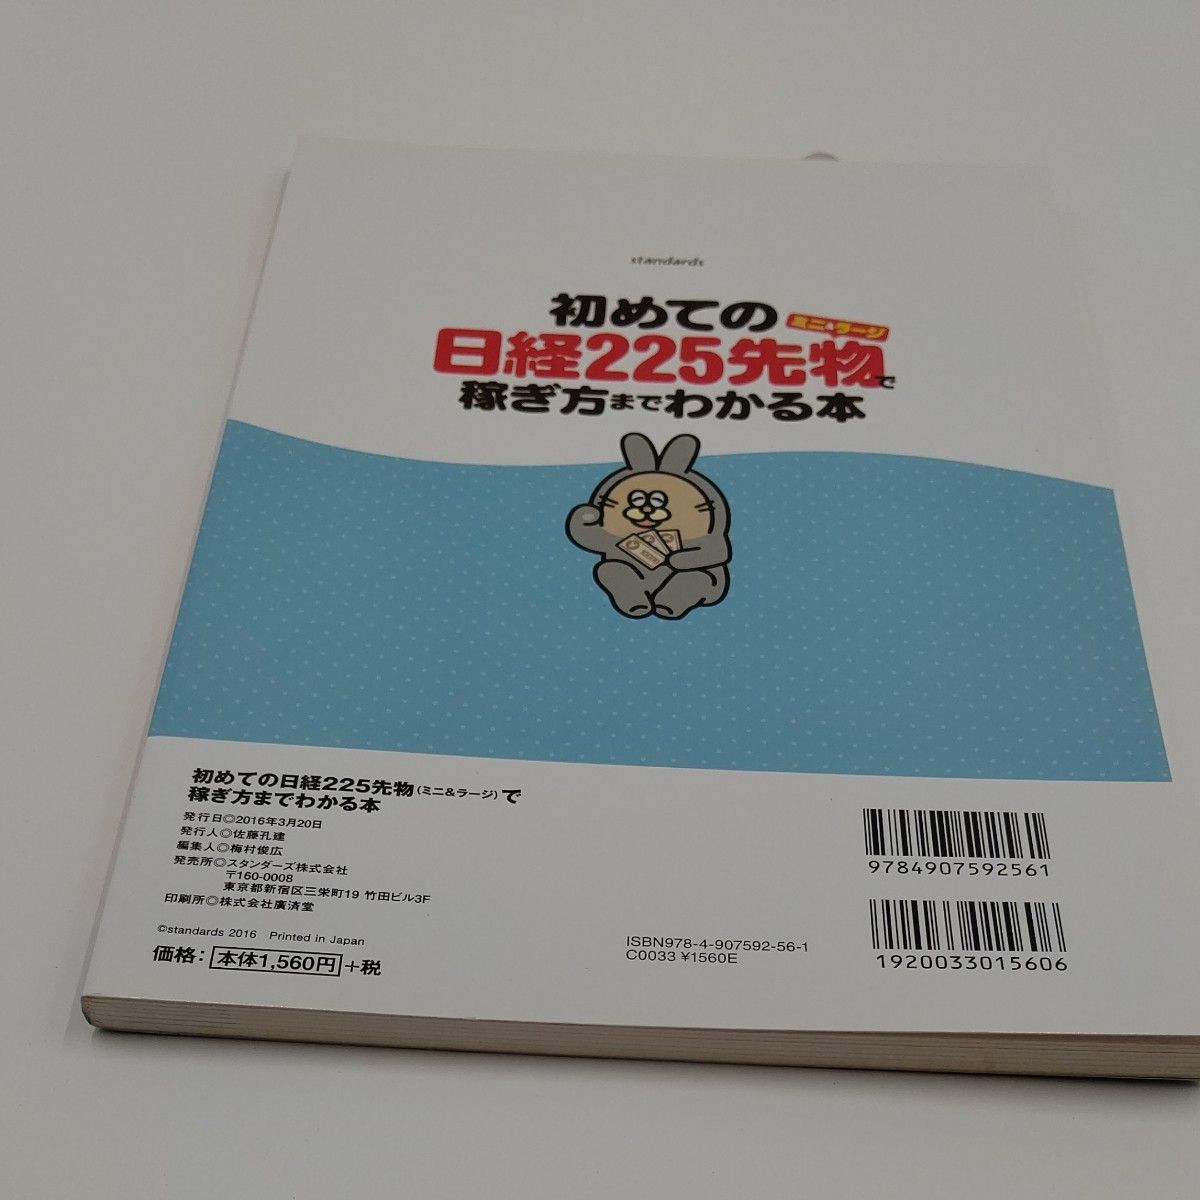 standards
初めての
ミニ&ラージ
日経225先物で
稼ぎ方までわかる本
初めての日経225先物(ミニ&ラージ)で
稼ぎ方までわかる本
発行日◎2016年3月20日
発行人◎佐藤孔建
編集人◎梅村俊広
発売所◎スタンダーズ株式会社
〒160-0008
東京都新宿区三栄町19 竹田ビル3F
印刷所◎株式会社廣済堂
©standards 2016 Printed in Japan
価格: 本体1,560円+税
ISBN978-4-907592-56-1
C0033 ¥1560E
9784907592561
1920033015606